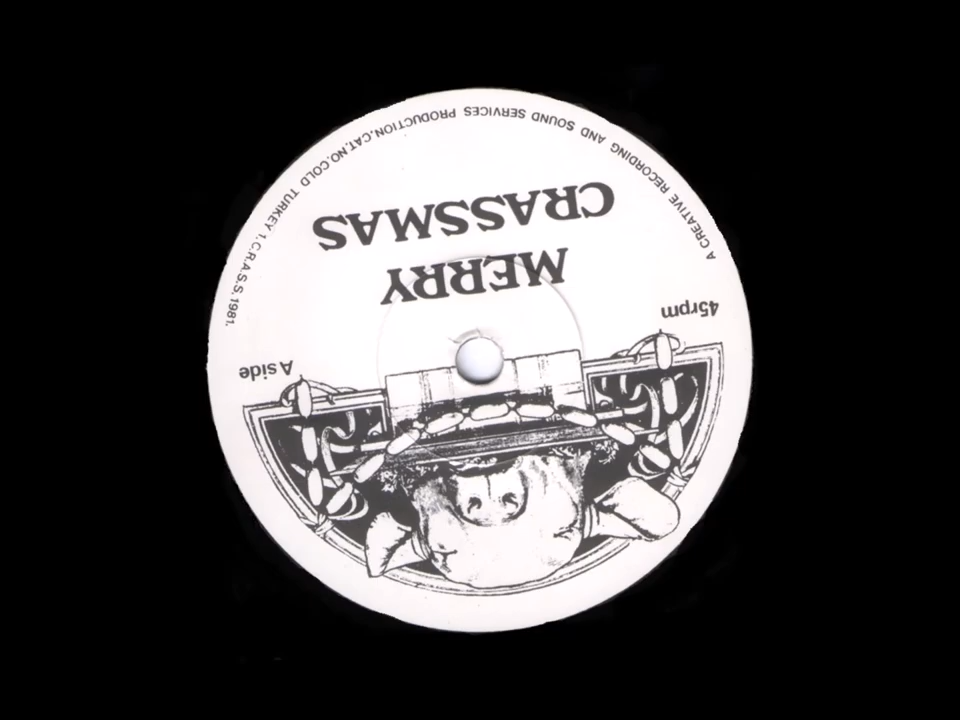 45rpm
A side
MERRY
CRASSMAS
A CREATIVE RECORDING AND SOUND SERVICES PRODUCTION.CAT.NO.COLD TURKEY 1.C.R.A.S.S.1981.